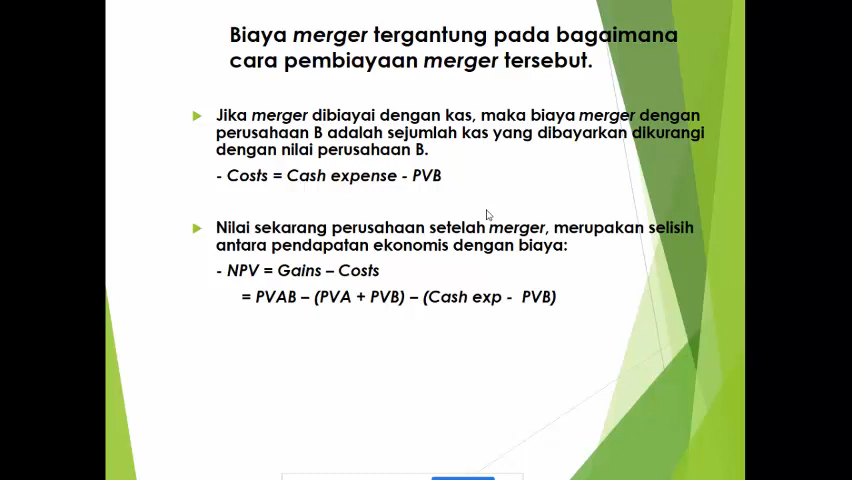 Biaya merger tergantung pada bagaimana
cara pembiayaan merger tersebut.
Jika merger dibiayai dengan kas, maka biaya merger dengan
perusahaan B adalah sejumlah kas yang dibayarkan dikurangi
dengan nilai perusahaan B.
- Costs = Cash expense - PVB
Nilai sekarang perusahaan setelah merger, merupakan selisih
antara pendapatan ekonomis dengan biaya:
- NPV = Gains – Costs
= PVAB – (PVA + PVB) – (Cash exp - PVB)